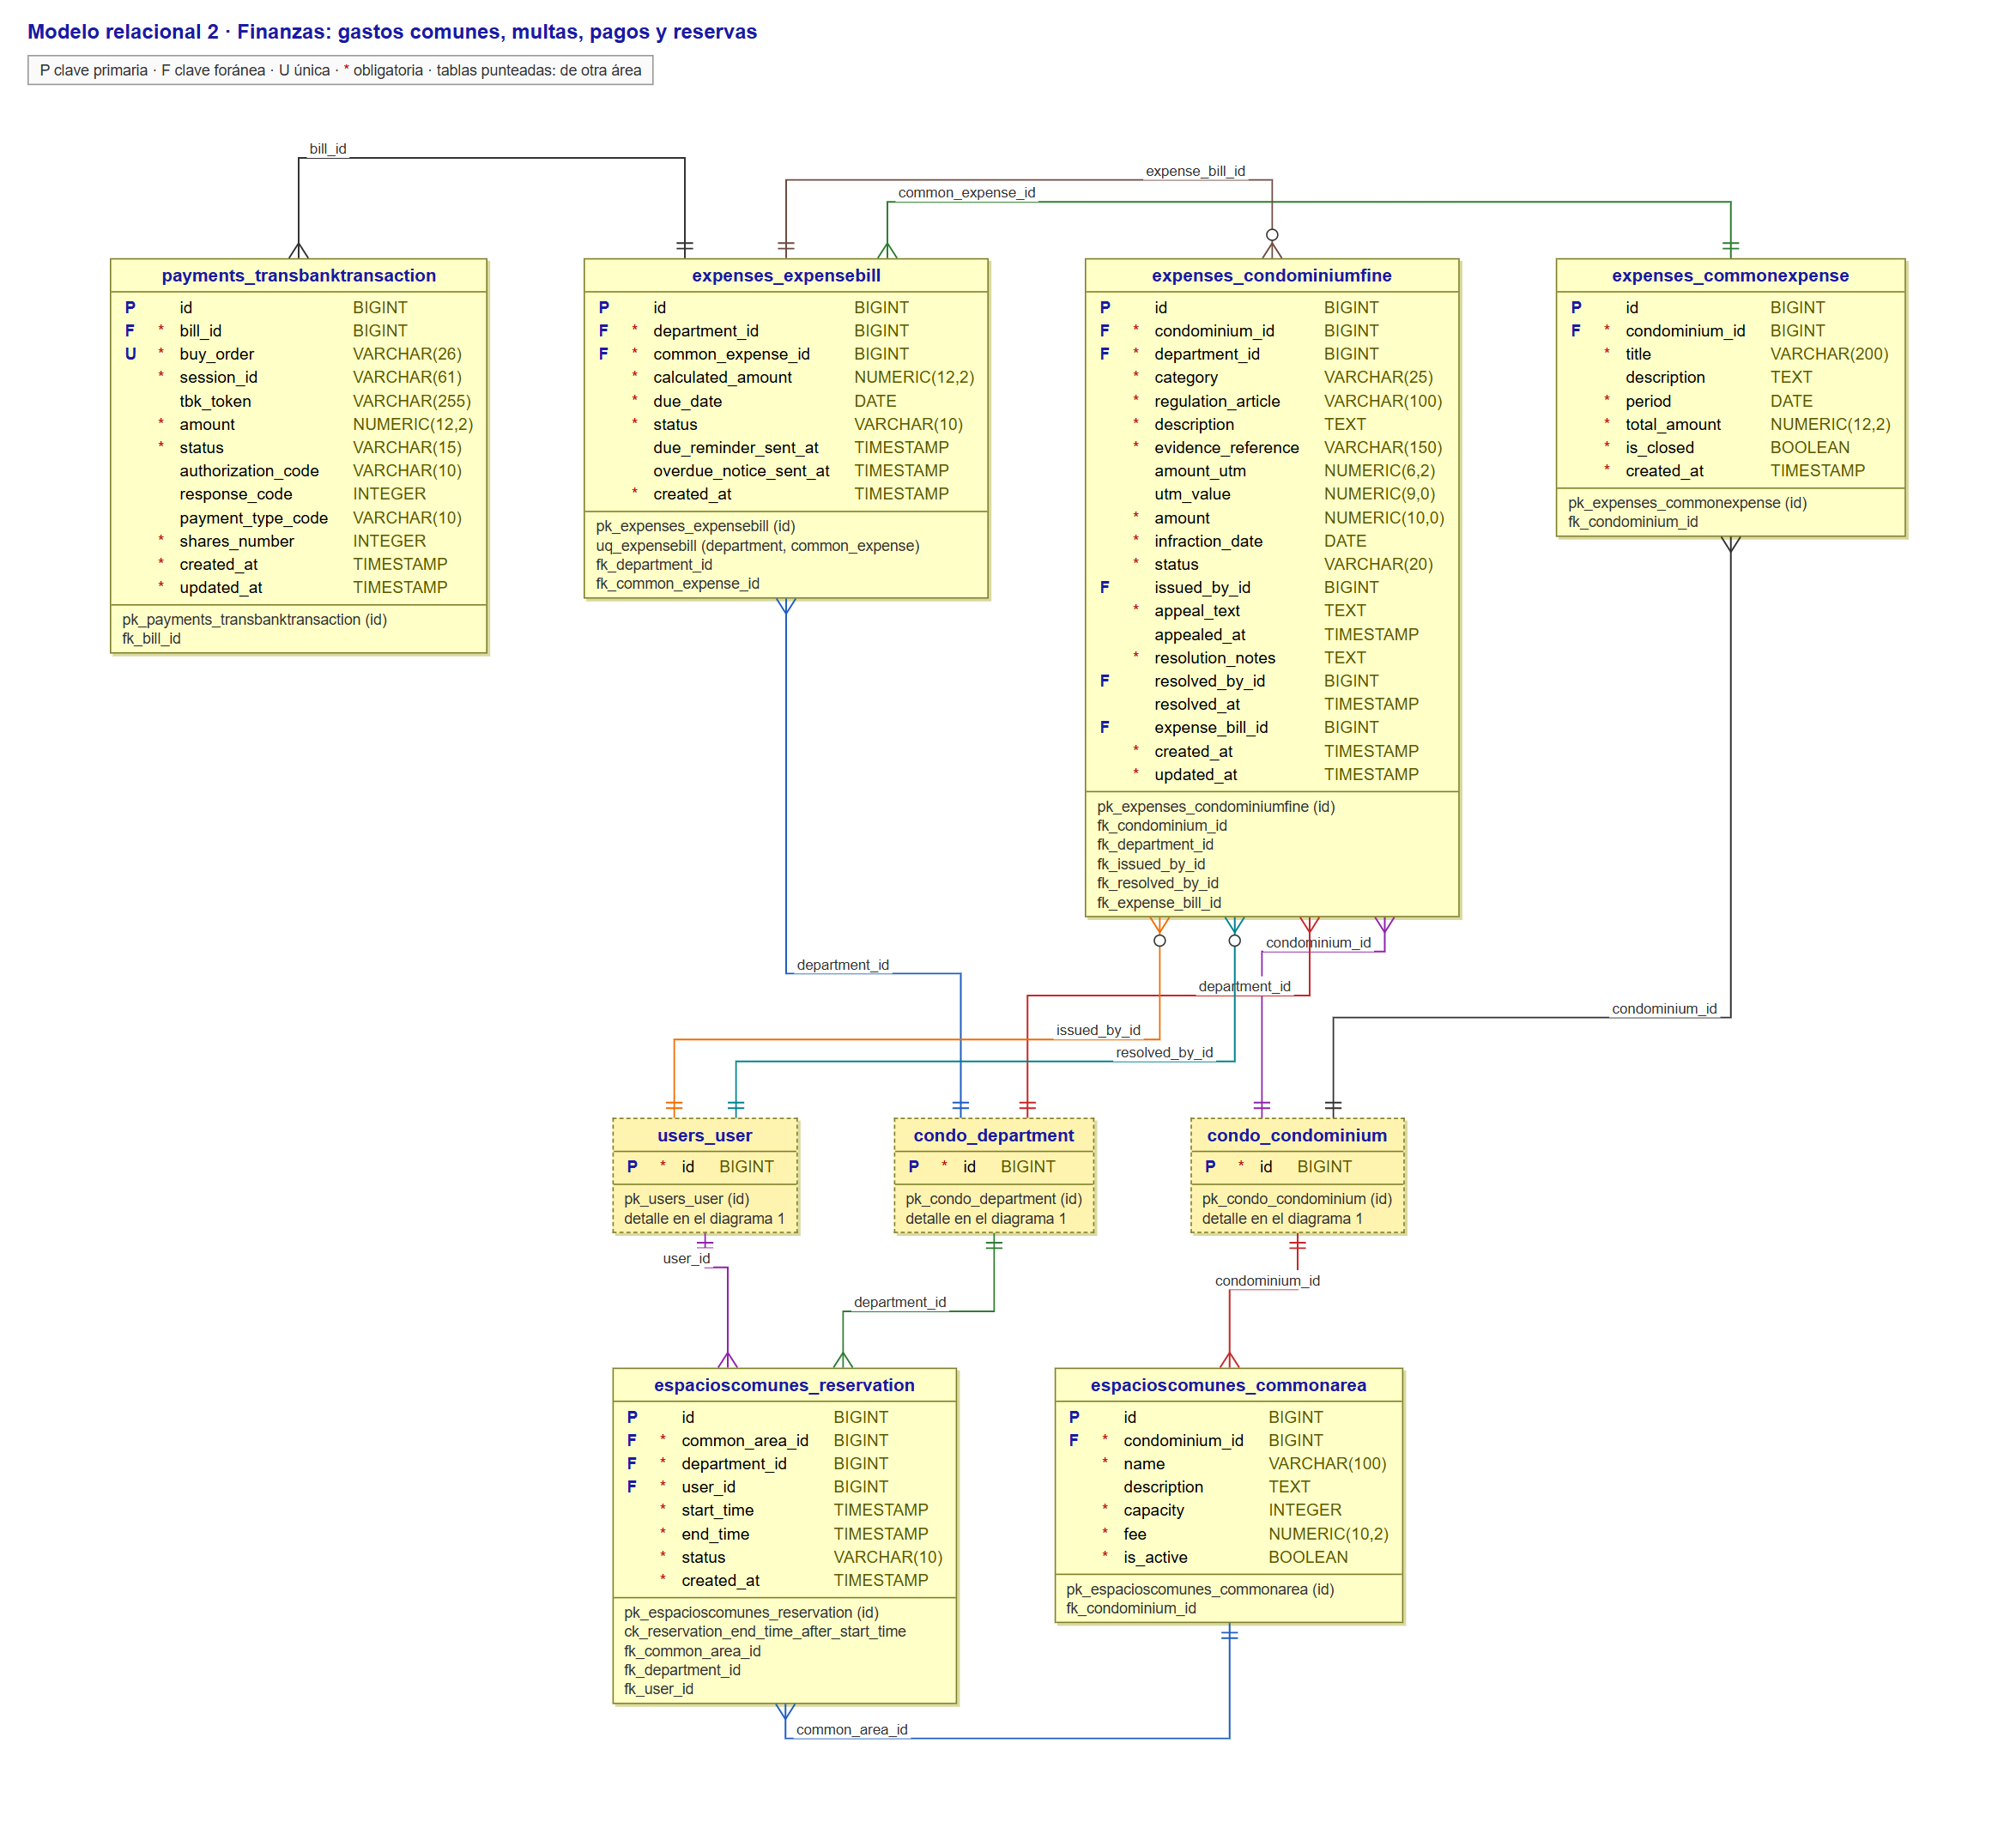 Modelo relacional 2 · Finanzas: gastos comunes, multas, pagos y reservas
P clave primaria · F clave foránea · U única · * obligatoria · tablas punteadas: de otra área
bill_id
expense_bill_id
common_expense_id
payments_transbanktransaction
P id BIGINT
F * bill_id BIGINT
U * buy_order VARCHAR(26)
* session_id VARCHAR(61)
tbk_token VARCHAR(255)
* amount NUMERIC(12,2)
* status VARCHAR(15)
authorization_code VARCHAR(10)
response_code INTEGER
payment_type_code VARCHAR(10)
* shares_number INTEGER
* created_at TIMESTAMP
* updated_at TIMESTAMP
pk_payments_transbanktransaction (id)
fk_bill_id
expenses_expensebill
P id BIGINT
F * department_id BIGINT
F * common_expense_id BIGINT
* calculated_amount NUMERIC(12,2)
* due_date DATE
* status VARCHAR(10)
due_reminder_sent_at TIMESTAMP
overdue_notice_sent_at TIMESTAMP
* created_at TIMESTAMP
pk_expenses_expensebill (id)
uq_expensebill (department, common_expense)
fk_department_id
fk_common_expense_id
expenses_condominiumfine
P id BIGINT
F * condominium_id BIGINT
F * department_id BIGINT
* category VARCHAR(25)
* regulation_article VARCHAR(100)
* description TEXT
* evidence_reference VARCHAR(150)
amount_utm NUMERIC(6,2)
utm_value NUMERIC(9,0)
* amount NUMERIC(10,0)
* infraction_date DATE
* status VARCHAR(20)
F issued_by_id BIGINT
* appeal_text TEXT
appealed_at TIMESTAMP
* resolution_notes TEXT
F resolved_by_id BIGINT
resolved_at TIMESTAMP
F expense_bill_id BIGINT
* created_at TIMESTAMP
* updated_at TIMESTAMP
pk_expenses_condominiumfine (id)
fk_condominium_id
fk_department_id
fk_issued_by_id
fk_resolved_by_id
fk_expense_bill_id
expenses_commonexpense
P id BIGINT
F * condominium_id BIGINT
* title VARCHAR(200)
description TEXT
* period DATE
* total_amount NUMERIC(12,2)
* is_closed BOOLEAN
* created_at TIMESTAMP
pk_expenses_commonexpense (id)
fk_condominium_id
condominium_id
department_id
department_id
condominium_id
issued_by_id
resolved_by_id
users_user
P * id BIGINT
pk_users_user (id)
detalle en el diagrama 1
condo_department
P * id BIGINT
pk_condo_department (id)
detalle en el diagrama 1
condo_condominium
P * id BIGINT
pk_condo_condominium (id)
detalle en el diagrama 1
user_id
condominium_id
department_id
espacioscomunes_reservation
P id BIGINT
F * common_area_id BIGINT
F * department_id BIGINT
F * user_id BIGINT
* start_time TIMESTAMP
* end_time TIMESTAMP
* status VARCHAR(10)
* created_at TIMESTAMP
pk_espacioscomunes_reservation (id)
ck_reservation_end_time_after_start_time
fk_common_area_id
fk_department_id
fk_user_id
espacioscomunes_commonarea
P id BIGINT
F * condominium_id BIGINT
* name VARCHAR(100)
description TEXT
* capacity INTEGER
* fee NUMERIC(10,2)
* is_active BOOLEAN
pk_espacioscomunes_commonarea (id)
fk_condominium_id
common_area_id